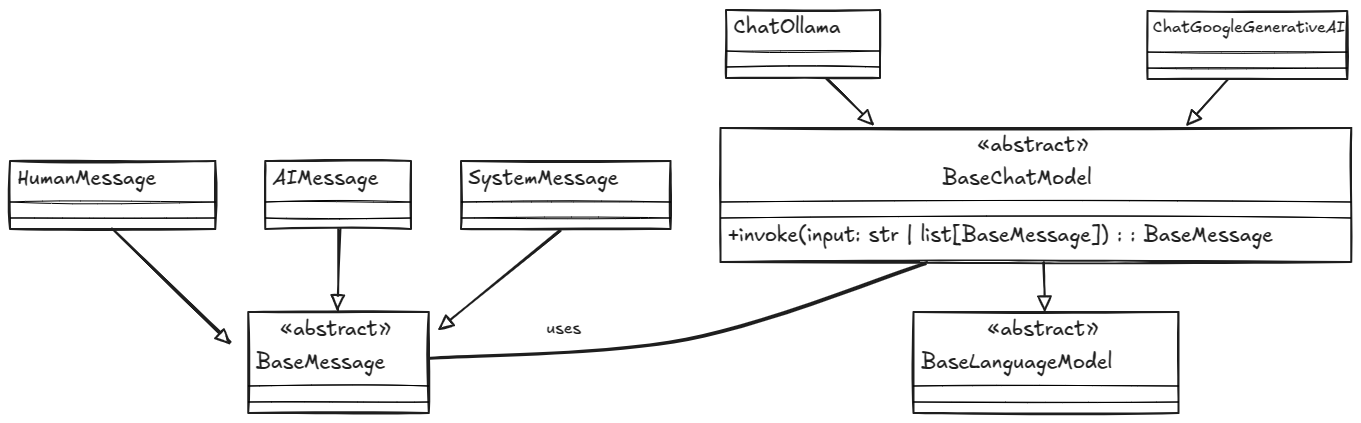 ChatOllama
ChatGoogleGenerativeAI
«abstract»
BaseChatModel
+invoke(input: str | list[BaseMessage]) : : BaseMessage
HumanMessage
AIMessage
SystemMessage
«abstract»
BaseMessage
uses
«abstract»
BaseLanguageModel